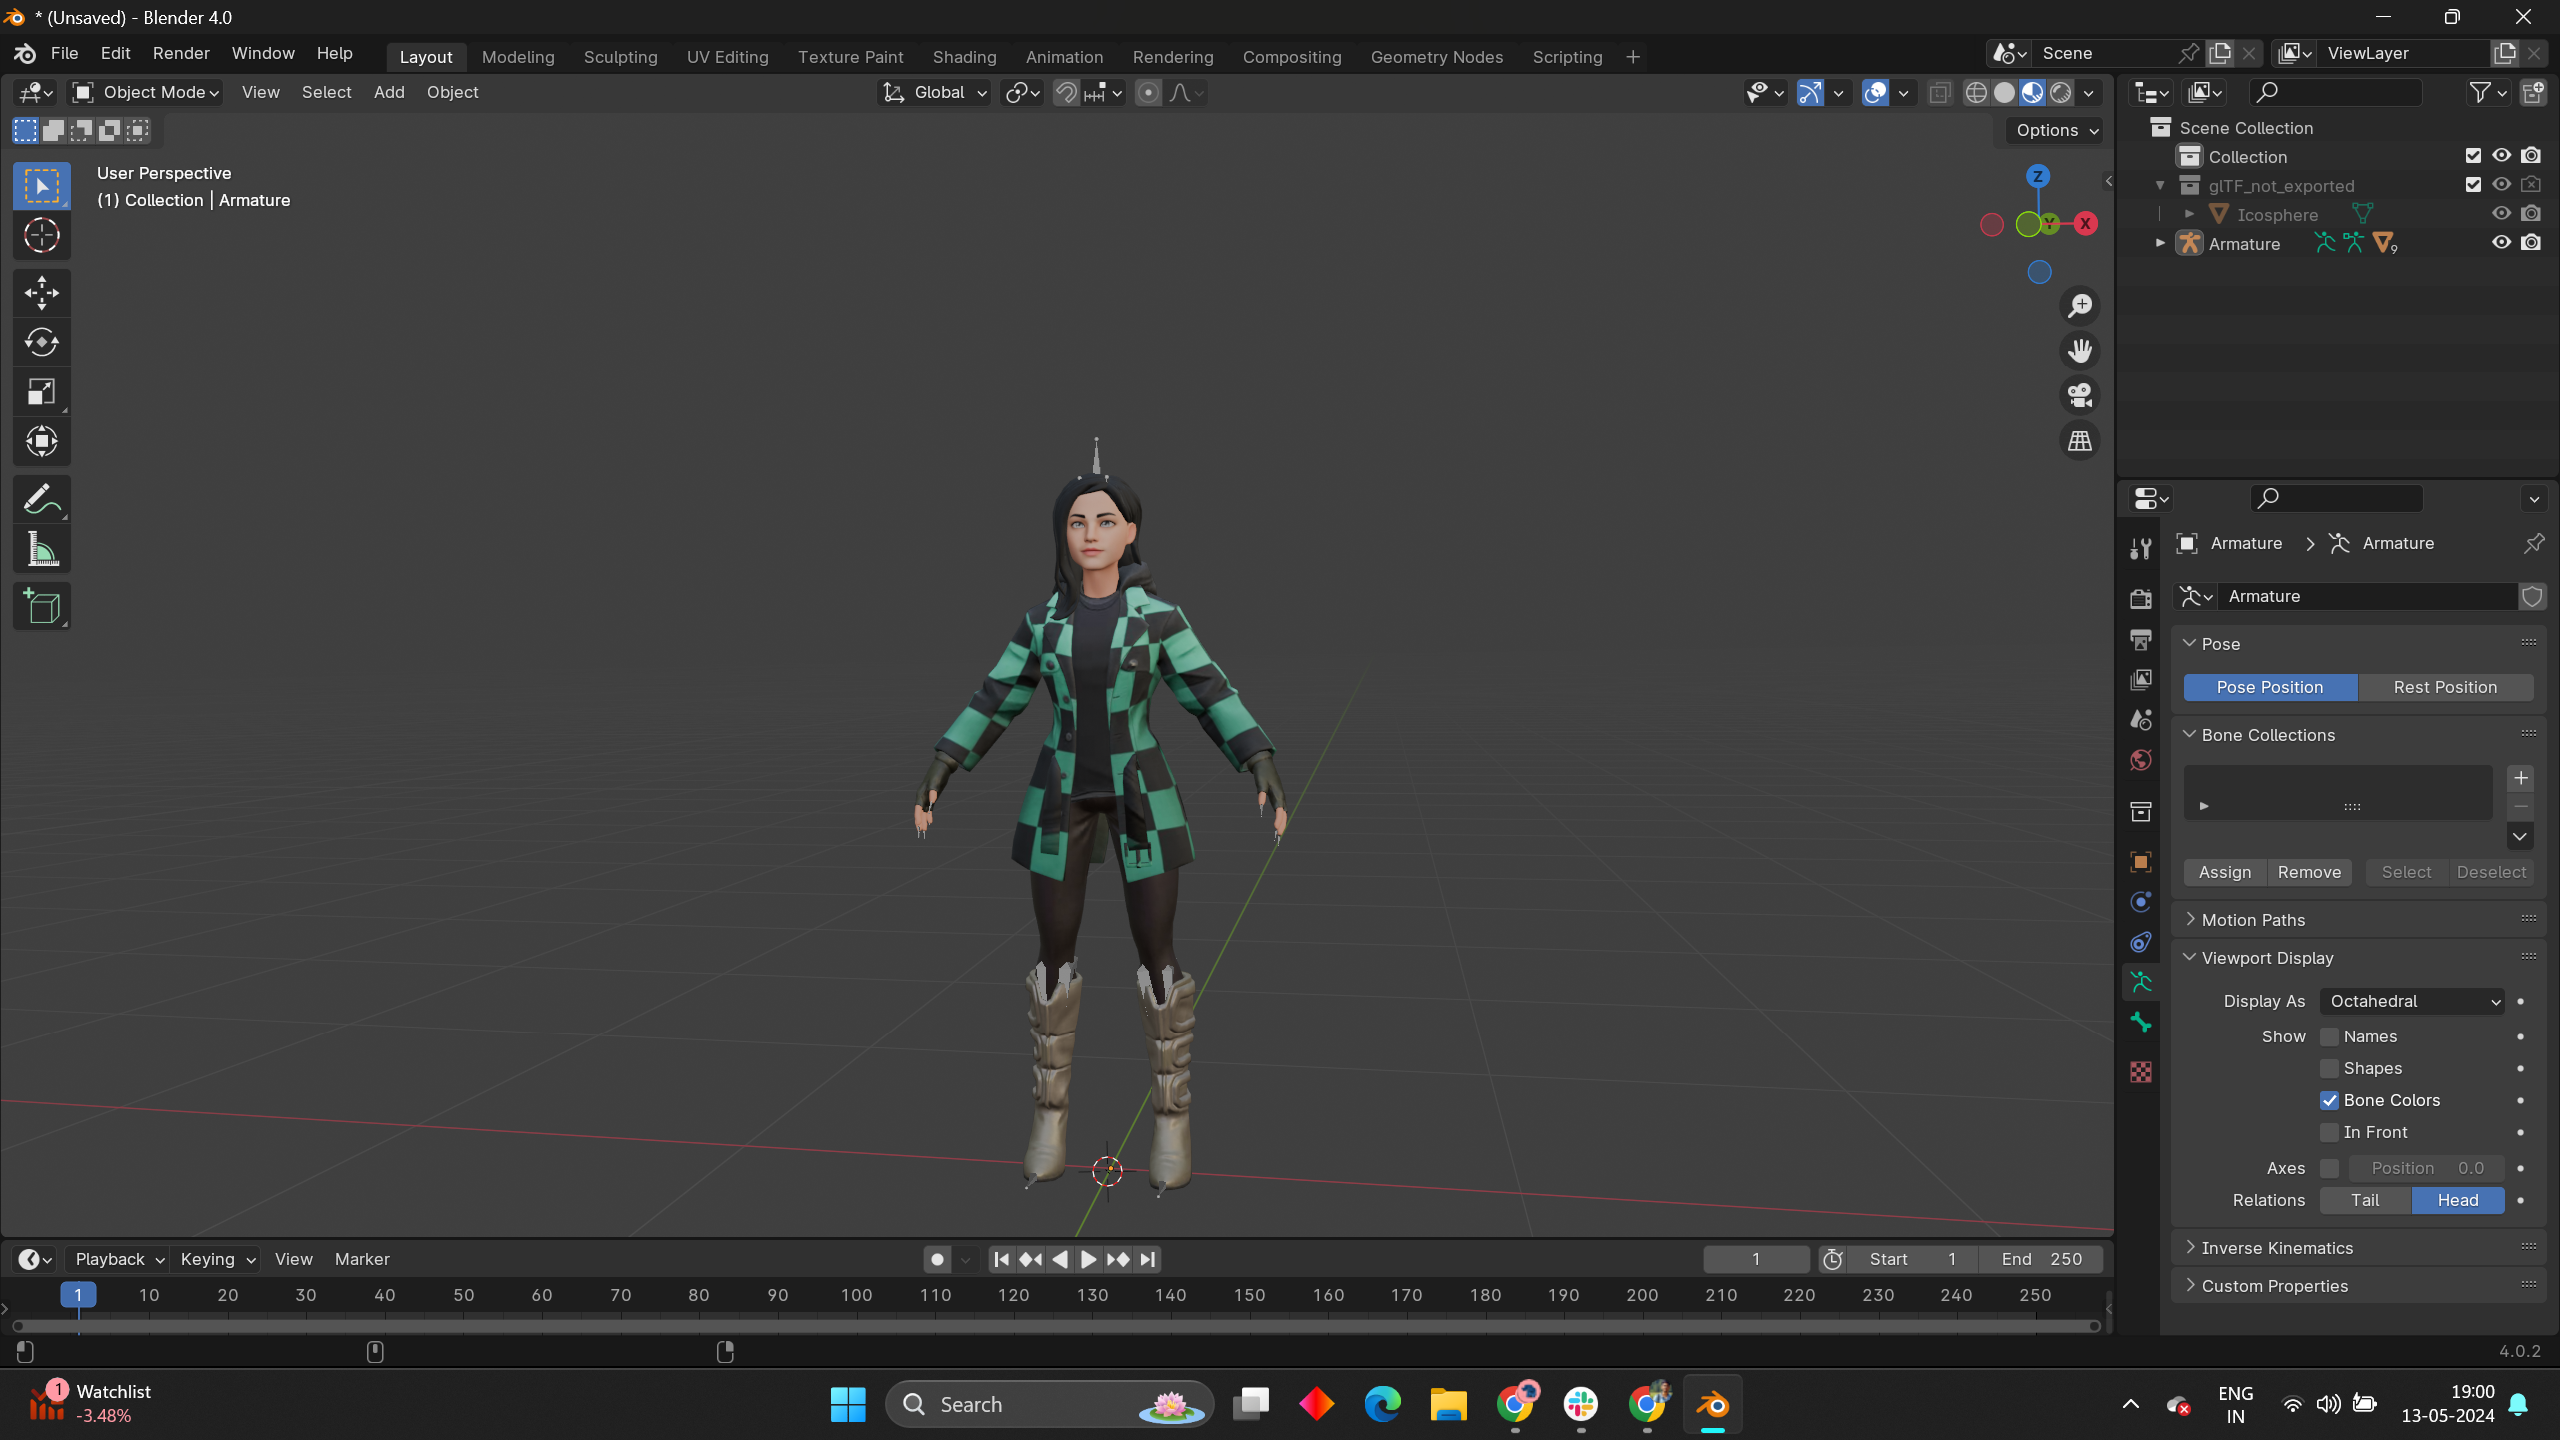 * (Unsaved) - Blender 4.0
File Edit Render Window Help Layout Modeling Sculpting UV Editing Texture Paint Shading Animation Rendering Compositing Geometry Nodes Scripting + Scene ViewLayer
Object Mode View Select Add Object Global
Options
User Perspective
(1) Collection | Armature
Z
Y X
Scene Collection
Collection
glTF_not_exported
Icosphere
Armature 9
Armature > Armature
Armature
Pose
Pose Position Rest Position
Bone Collections
Assign Remove Select Deselect
Motion Paths
Viewport Display
Display As Octahedral
Show Names
Shapes
Bone Colors
In Front
Axes Position 0.0
Relations Tail Head
Inverse Kinematics
Custom Properties
Playback Keying View Marker 1 Start 1 End 250
1 10 20 30 40 50 60 70 80 90 100 110 120 130 140 150 160 170 180 190 200 210 220 230 240 250
4.0.2
1 Watchlist
-3.48%
Search
ENG
IN
19:00
13-05-2024